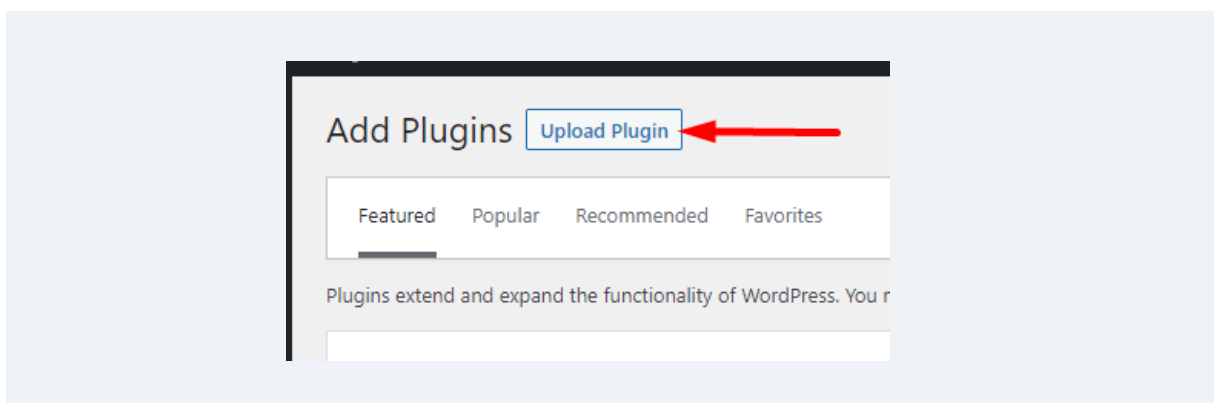 Add Plugins Upload Plugin
Featured Popular Recommended Favorites
Plugins extend and expand the functionality of WordPress. You